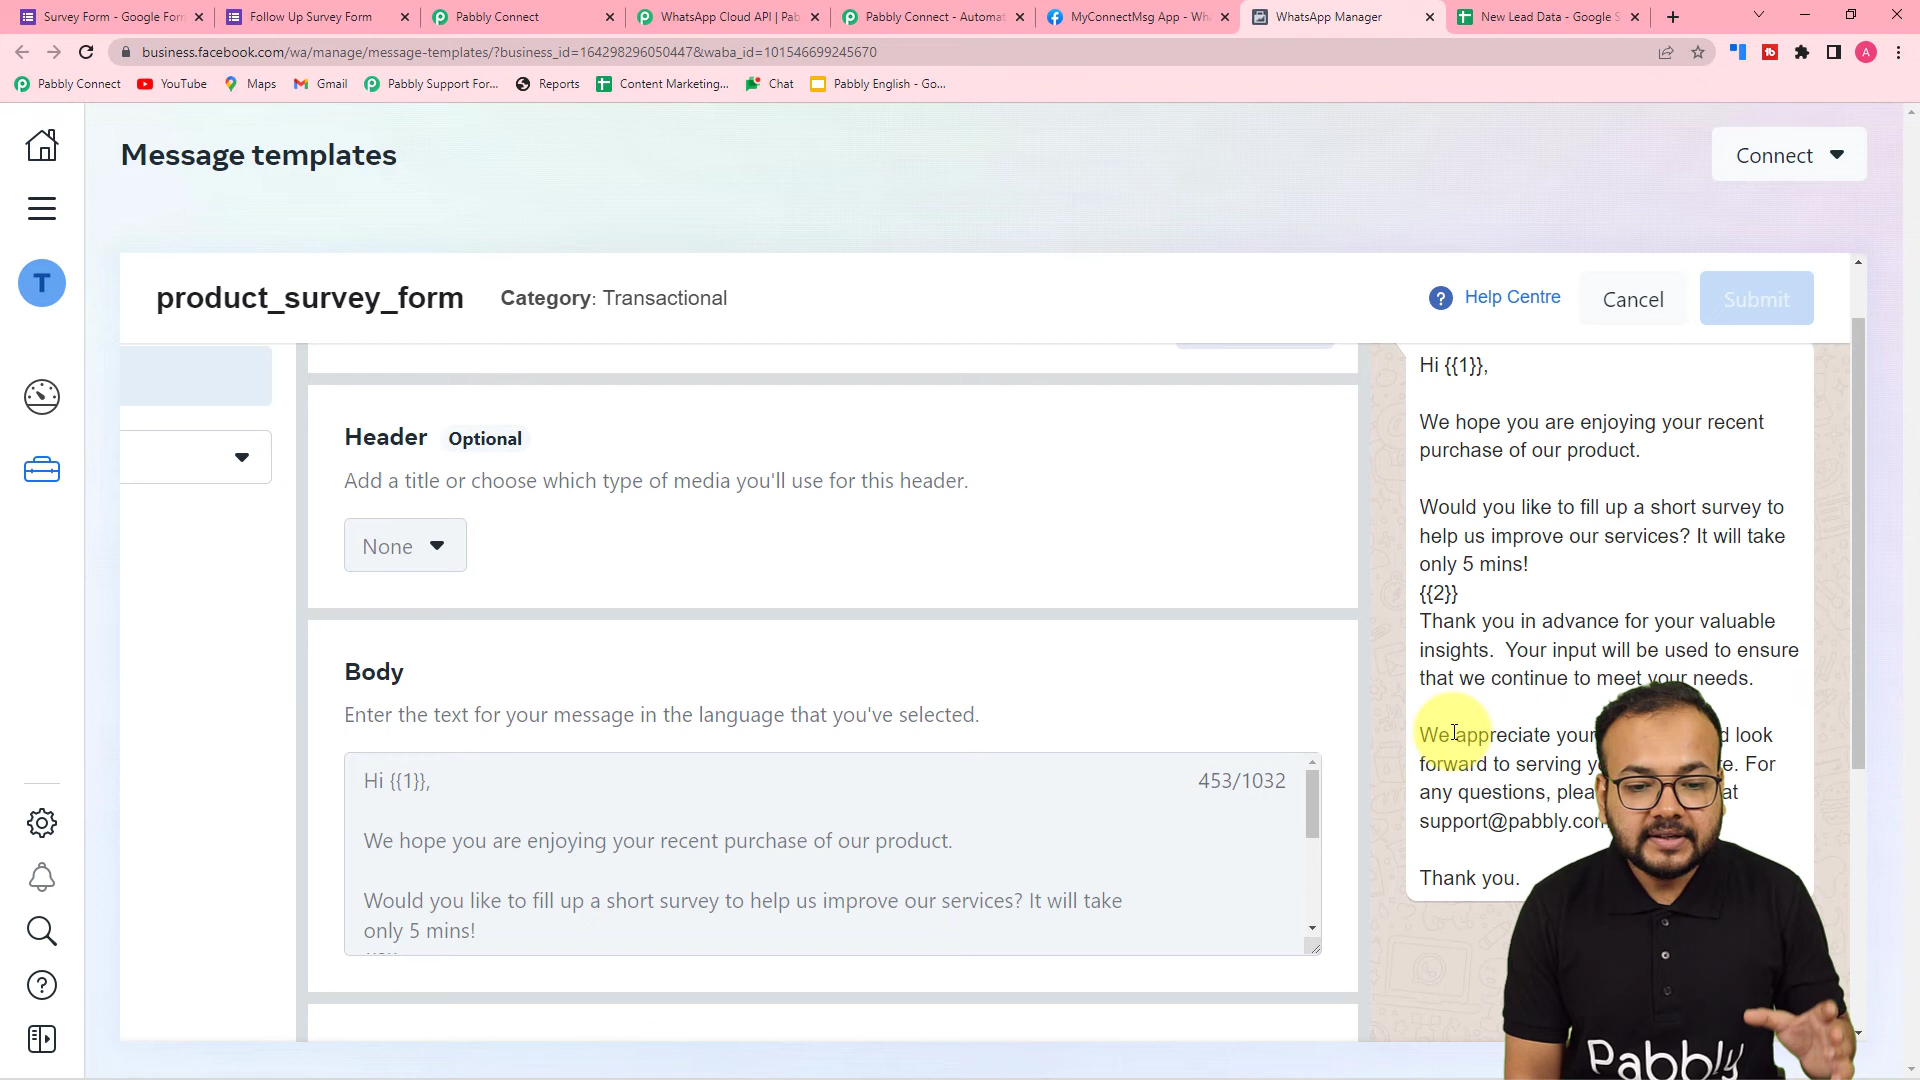 Survey Form - Google Form
Follow Up Survey Form
Pabbly Connect
WhatsApp Cloud API | Pab
Pabbly Connect - Automat
MyConnectMsg App - Wh
WhatsApp Manager
New Lead Data - Google S
business.facebook.com/wa/manage/message-templates/?business_id=164298296050447&waba_id=101546699245670
A
Pabbly Connect
YouTube
Maps
Gmail
Pabbly Support For...
Reports
Content Marketing...
Chat
Pabbly English - Go...
Message templates
Connect
T
product_survey_form
Category: Transactional
Help Centre
Cancel
Submit
Header Optional
Add a title or choose which type of media you'll use for this header.
None
Body
Enter the text for your message in the language that you've selected.
Hi {{1}},
453/1032
We hope you are enjoying your recent purchase of our product.
Would you like to fill up a short survey to help us improve our services? It will take
only 5 mins!
Hi {{1}},
We hope you are enjoying your recent
purchase of our product.
Would you like to fill up a short survey to
help us improve our services? It will take
only 5 mins!
{{2}}
Thank you in advance for your valuable
insights.  Your input will be used to ensure
that we continue to meet your needs.
We appreciate your look
forward to serving For
any questions, at
support@pabbly.com
Thank you.
Pabbly